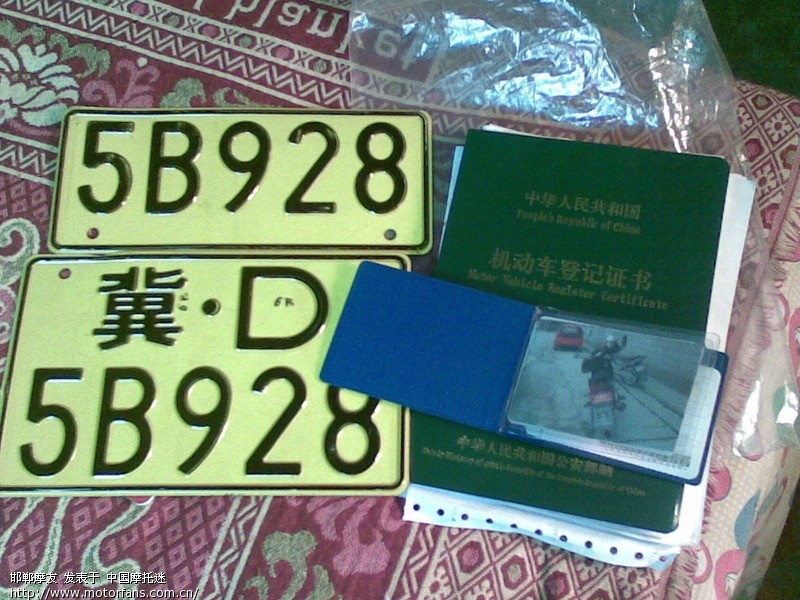 blanket
5B928
冀·D
5B928
中华人民共和国
People's Republic of China
机动车登记证书
Motor Vehicle Register Certificate
中华人民共和国公安部制
邯郸摩友 发表于 中国摩托迷
http://www.motorfans.com.cn/